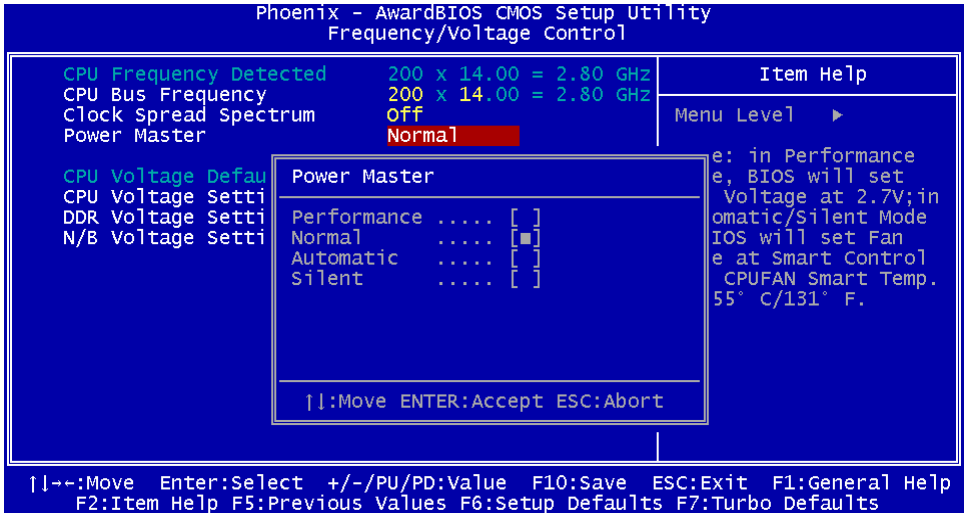 Phoenix - AwardBIOS CMOS Setup Utility
Frequency/Voltage Control
CPU Frequency Detected 200 x 14.00 = 2.80 GHz
CPU Bus Frequency 200 x 14.00 = 2.80 GHz
Clock Spread Spectrum Off
Power Master Normal
CPU Voltage Defau
CPU Voltage Setti
DDR Voltage Setti
N/B Voltage Setti
Power Master
Performance ..... [ ]
Normal ..... [■]
Automatic ..... [ ]
Silent ..... [ ]
↑↓:Move ENTER:Accept ESC:Abort
Item Help
Menu Level ▶
e: in Performance
e, BIOS will set
Voltage at 2.7V;in
omatic/Silent Mode
IOS will set Fan
e at Smart Control
CPUFAN Smart Temp.
55° C/131° F.
↑↓→←:Move Enter:Select +/-/PU/PD:Value F10:Save ESC:Exit F1:General Help
F2:Item Help F5:Previous Values F6:Setup Defaults F7:Turbo Defaults